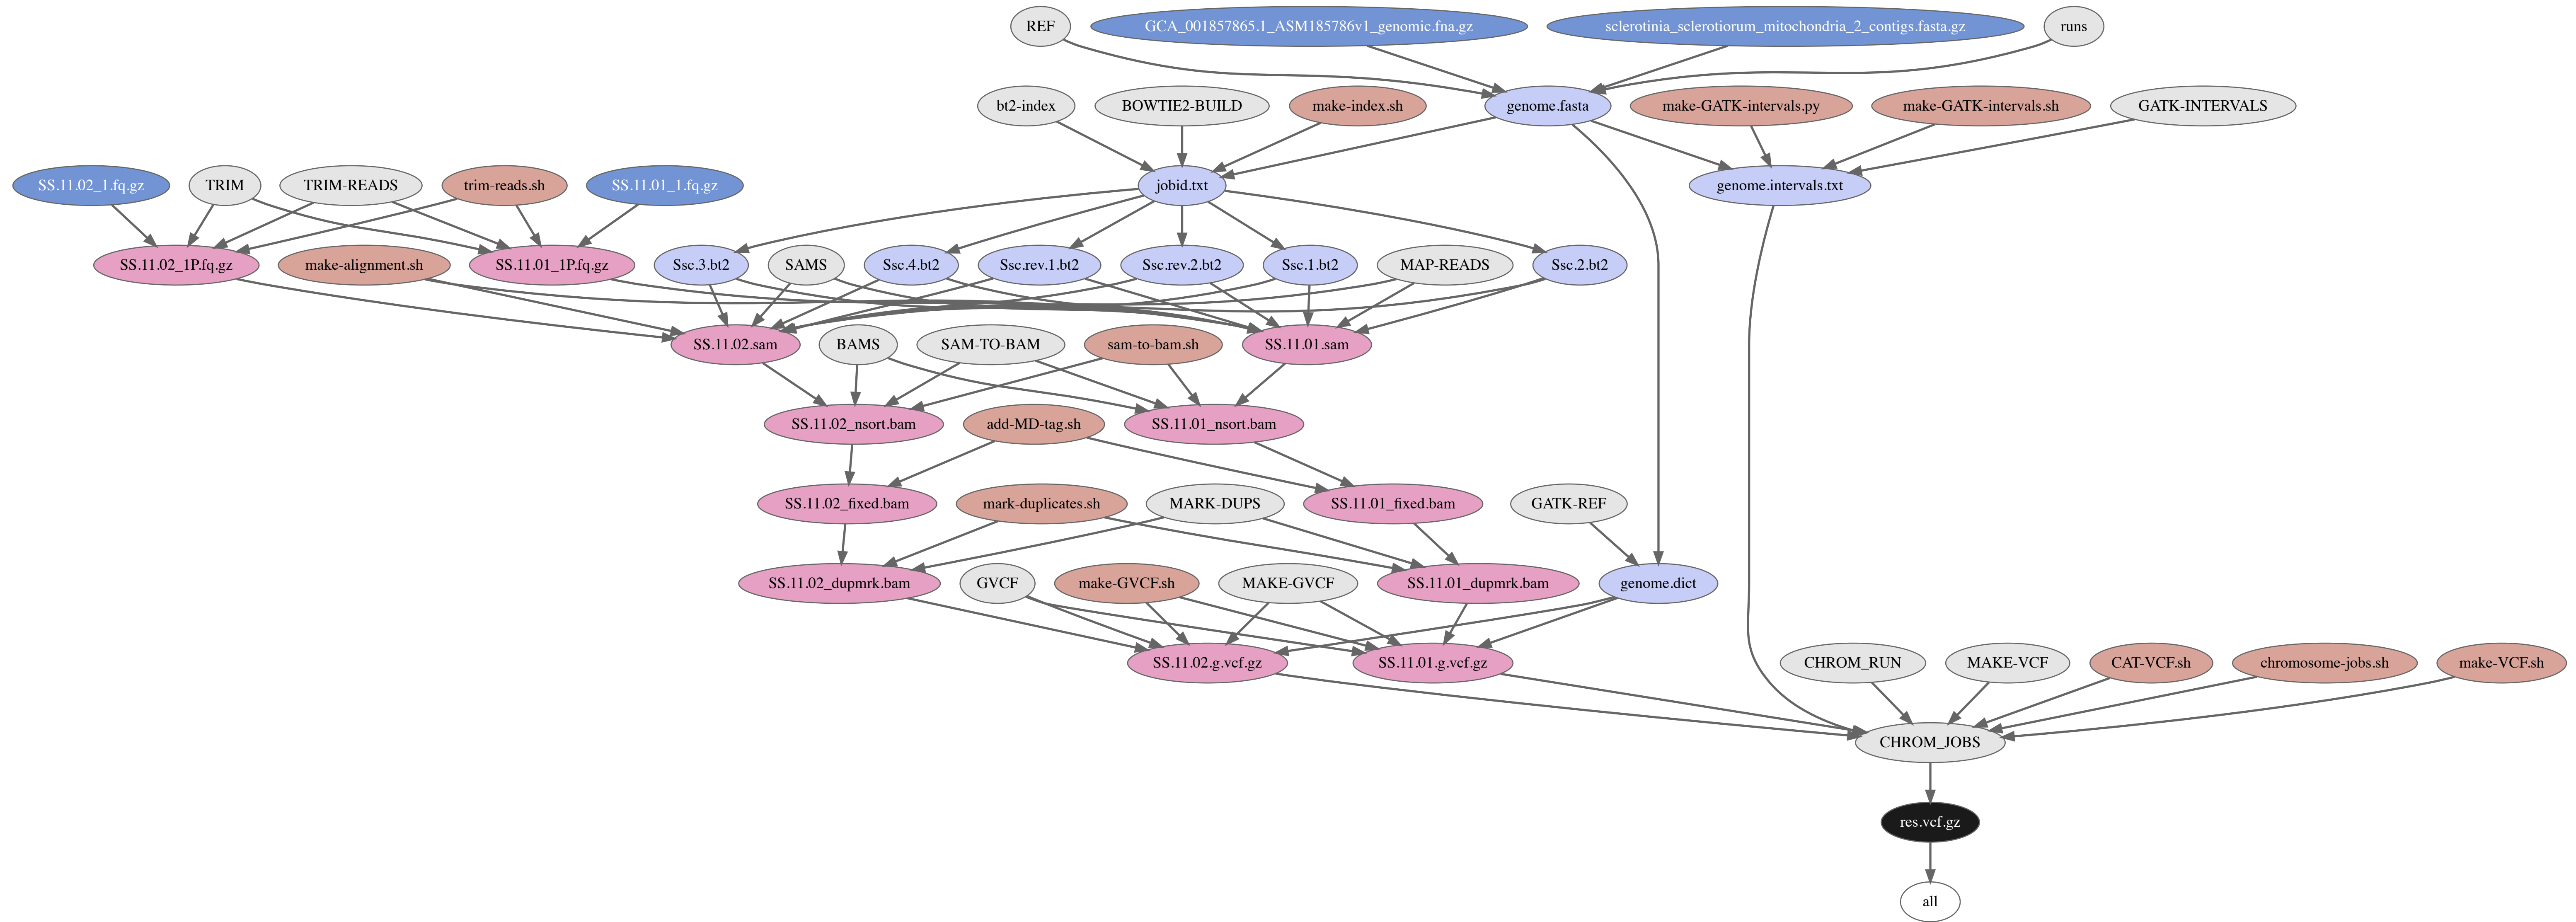 REF
GCA_001857865.1_ASM185786v1_genomic.fna.gz
sclerotinia_sclerotiorum_mitochondria_2_contigs.fasta.gz
runs
bt2-index
BOWTIE2-BUILD
make-index.sh
genome.fasta
make-GATK-intervals.py
make-GATK-intervals.sh
GATK-INTERVALS
SS.11.02_1.fq.gz
TRIM
TRIM-READS
trim-reads.sh
SS.11.01_1.fq.gz
jobid.txt
genome.intervals.txt
SS.11.02_1P.fq.gz
make-alignment.sh
SS.11.01_1P.fq.gz
Ssc.3.bt2
SAMS
Ssc.4.bt2
Ssc.rev.1.bt2
Ssc.rev.2.bt2
Ssc.1.bt2
MAP-READS
Ssc.2.bt2
SS.11.02.sam
BAMS
SAM-TO-BAM
sam-to-bam.sh
SS.11.01.sam
SS.11.02_nsort.bam
add-MD-tag.sh
SS.11.01_nsort.bam
SS.11.02_fixed.bam
mark-duplicates.sh
MARK-DUPS
SS.11.01_fixed.bam
GATK-REF
SS.11.02_dupmrk.bam
GVCF
make-GVCF.sh
MAKE-GVCF
SS.11.01_dupmrk.bam
genome.dict
SS.11.02.g.vcf.gz
SS.11.01.g.vcf.gz
CHROM_RUN
MAKE-VCF
CAT-VCF.sh
chromosome-jobs.sh
make-VCF.sh
CHROM_JOBS
res.vcf.gz
all